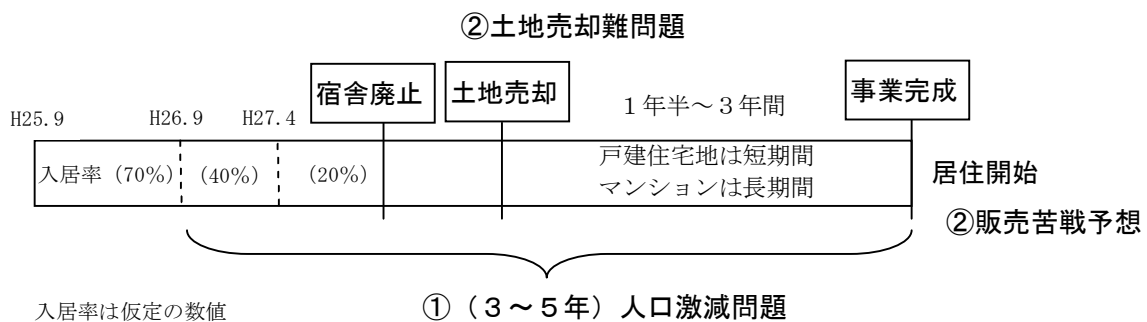 ②土地売却難問題
宿舎廃止
土地売却
１年半～３年間
事業完成
H25.9
H26.9
H27.4
入居率 (70%)
(40%)
(20%)
戸建住宅地は短期間
マンションは長期間
居住開始
②販売苦戦予想
入居率は仮定の数値
①（３～５年）人口激減問題